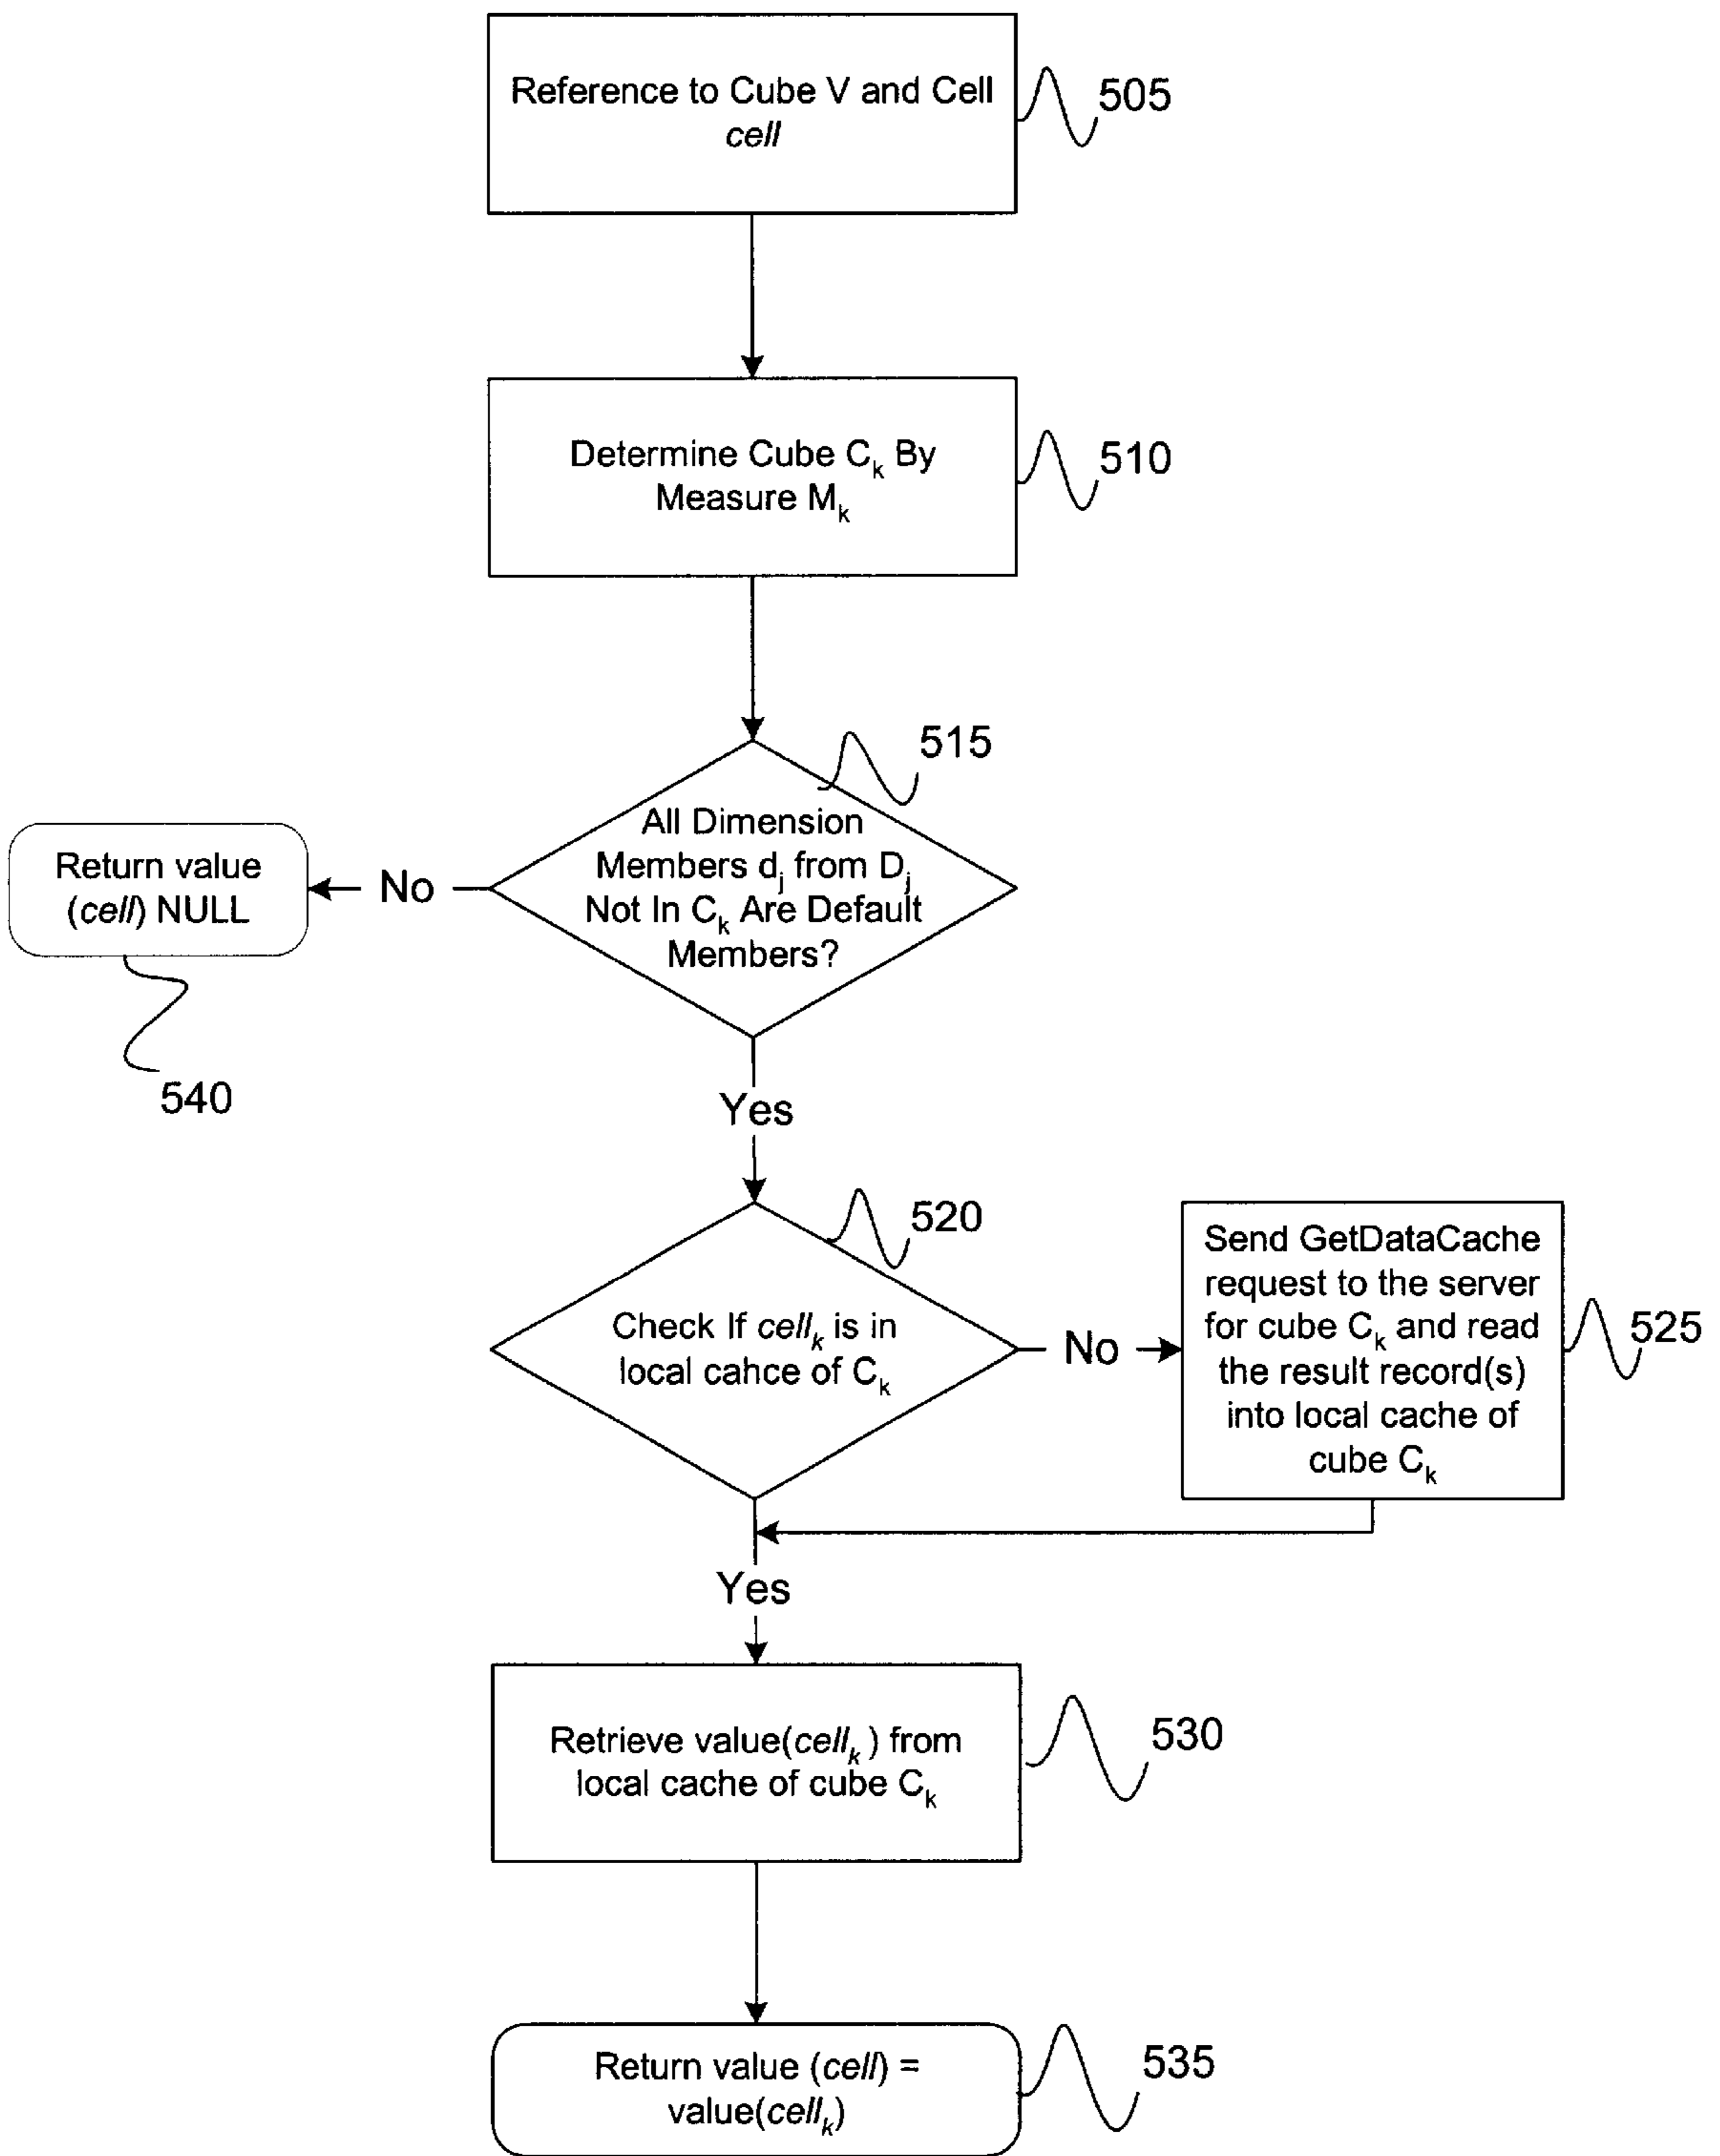 Reference to Cube V and Cell
cell
505
Determine Cube Ck By
Measure Mk
510
515
All Dimension
Members dj from Dj
Not In Ck Are Default
Members?
No
Return value
(cell) NULL
540
Yes
520
Check If cellk is in
local cahce of Ck
No
Send GetDataCache
request to the server
for cube Ck and read
the result record(s)
into local cache of
cube Ck
525
Yes
Retrieve value(cellk) from
local cache of cube Ck
530
Return value (cell) =
value(cellk)
535